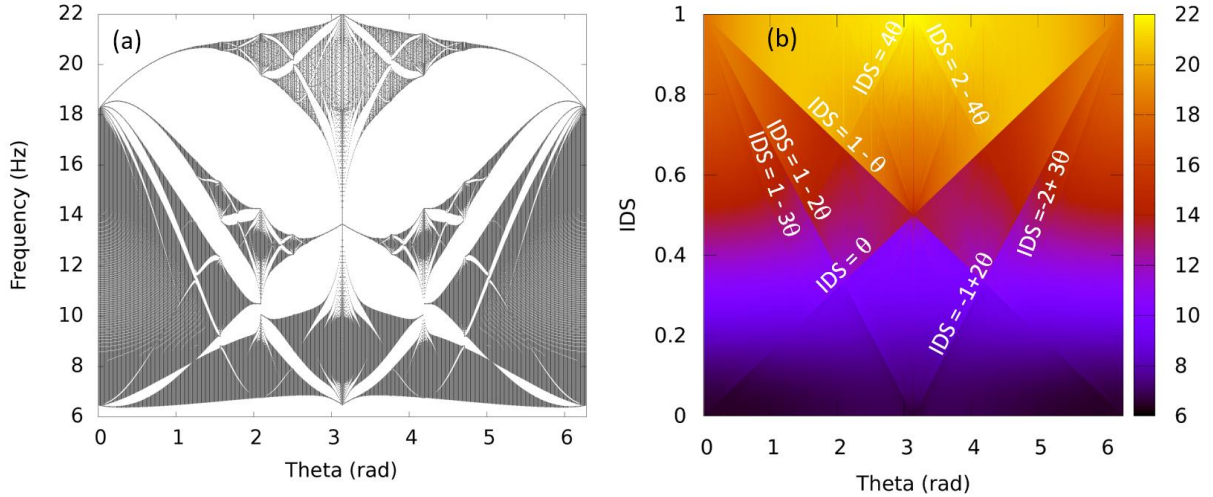 (a)
22
20
18
16
14
12
10
8
6
Frequency (Hz)
0 1 2 3 4 5 6
Theta (rad)
(b)
1
0.8
0.6
0.4
0.2
0
IDS
IDS = 4θ
IDS = 2 - 4θ
IDS = 1 - θ
IDS = 1 - 2θ
IDS = 1 - 3θ
IDS = θ
IDS = -1+2θ
IDS =-2+ 3θ
0 1 2 3 4 5 6
Theta (rad)
22
20
18
16
14
12
10
8
6